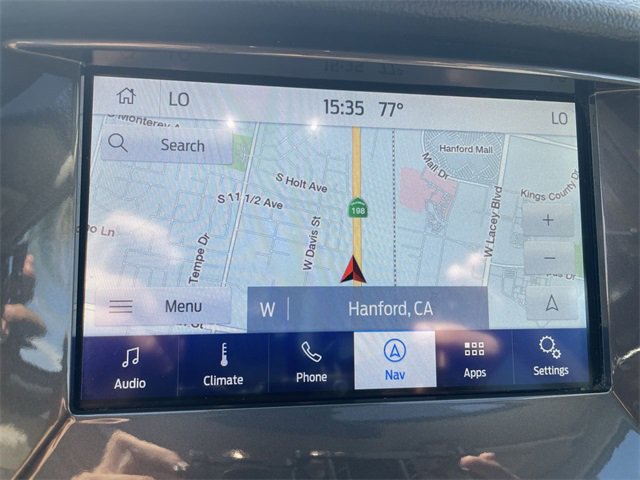 LO
15:35 77°
LO
S Monterey A
Search
Hanford Mall
Mall Dr
S Holt Ave
S 11 1/2 Ave
Kings County
198
W Lacey Blvd
W Davis St
Tempe Dr
Ln
Menu
W | Hanford, CA
Audio
Climate
Phone
Nav
Apps
Settings